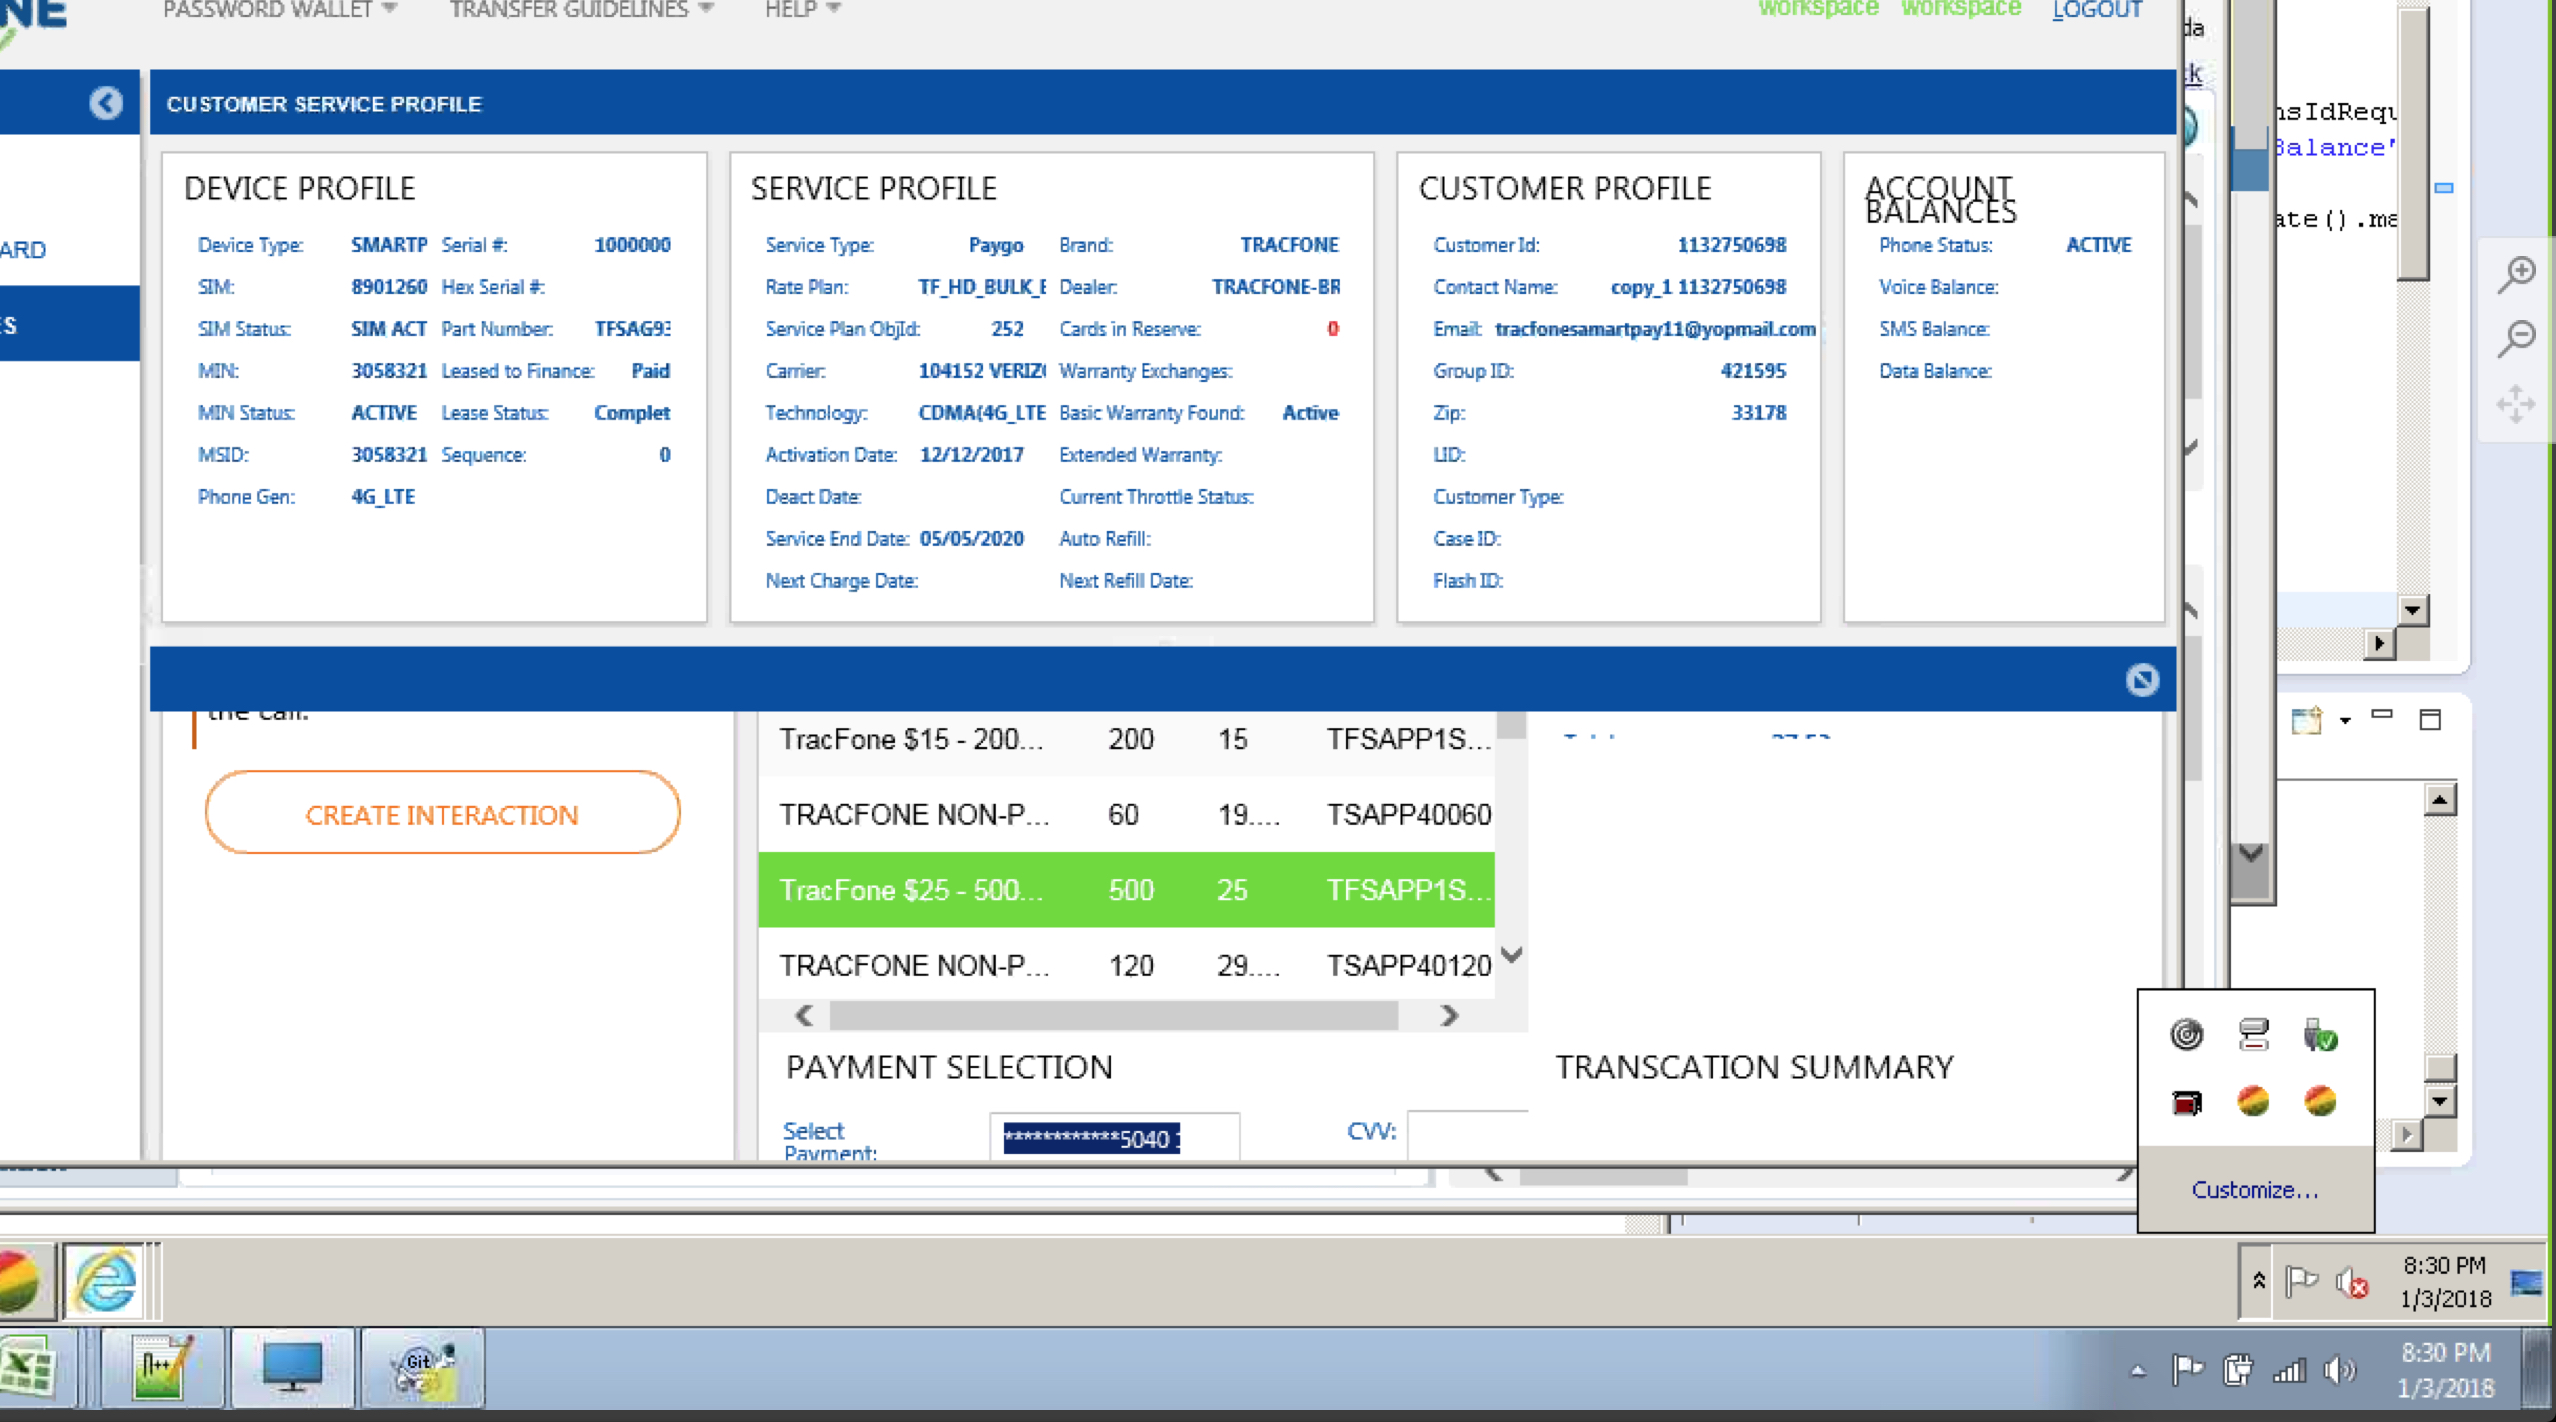 NE
PASSWORD WALLET
TRANSFER GUIDELINES
HELP
workspace workspace LOGOUT
CUSTOMER SERVICE PROFILE
ARD
DEVICE PROFILE
Device Type: SMARTP Serial #: 1000000
SIM: 8901260 Hex Serial #:
SIM Status: SIM ACT Part Number: TFSAG93
MIN: 3058321 Leased to Finance: Paid
MIN Status: ACTIVE Lease Status: Complet
MSID: 3058321 Sequence: 0
Phone Gen: 4G_LTE
SERVICE PROFILE
Service Type: Paygo Brand: TRACFONE
Rate Plan: TF_HD_BULK_E Dealer: TRACFONE-BR
Service Plan ObjId: 252 Cards in Reserve: 0
Carrier: 104152 VERIZ Warranty Exchanges:
Technology: CDMA(4G_LTE Basic Warranty Found: Active
Activation Date: 12/12/2017 Extended Warranty:
Deact Date: Current Throttle Status:
Service End Date: 05/05/2020 Auto Refill:
Next Charge Date: Next Refill Date:
CUSTOMER PROFILE
Customer Id: 1132750698
Contact Name: copy_1 1132750698
Email: tracfonesamartpay11@yopmail.com
Group ID: 421595
Zip: 33178
LID:
Customer Type:
Case ID:
Flash ID:
ACCOUNT
BALANCES
Phone Status: ACTIVE
Voice Balance:
SMS Balance:
Data Balance:
da
k
nsIdRequ
Balance"
ate().ma
the call.
CREATE INTERACTION
TracFone $15 - 200... 200 15 TFSAPP1S...
TRACFONE NON-P... 60 19.... TSAPP40060
TracFone $25 - 500... 500 25 TFSAPP1S...
TRACFONE NON-P... 120 29.... TSAPP40120
PAYMENT SELECTION
Select
Payment: ************5040
CVV:
TRANSCATION SUMMARY
Customize...
8:30 PM
1/3/2018
Git
8:30 PM
1/3/2018